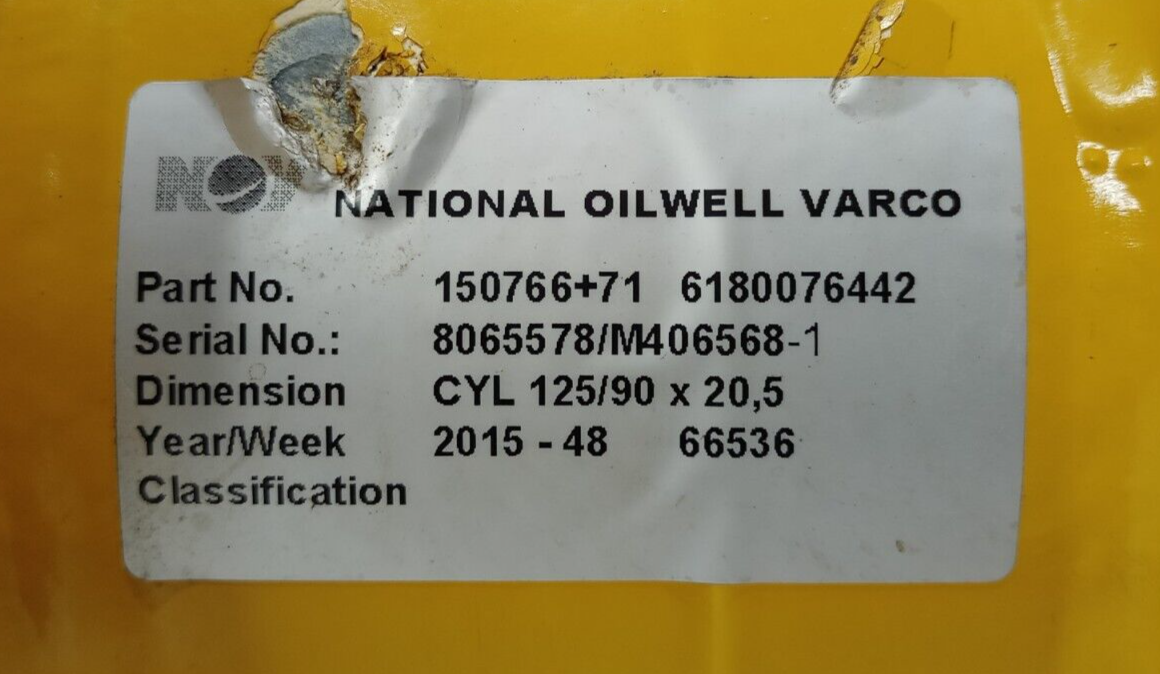 NOV
NATIONAL OILWELL VARCO
Part No. 150766+71 6180076442
Serial No.: 8065578/M406568-1
Dimension CYL 125/90 x 20,5
Year/Week 2015 - 48 66536
Classification